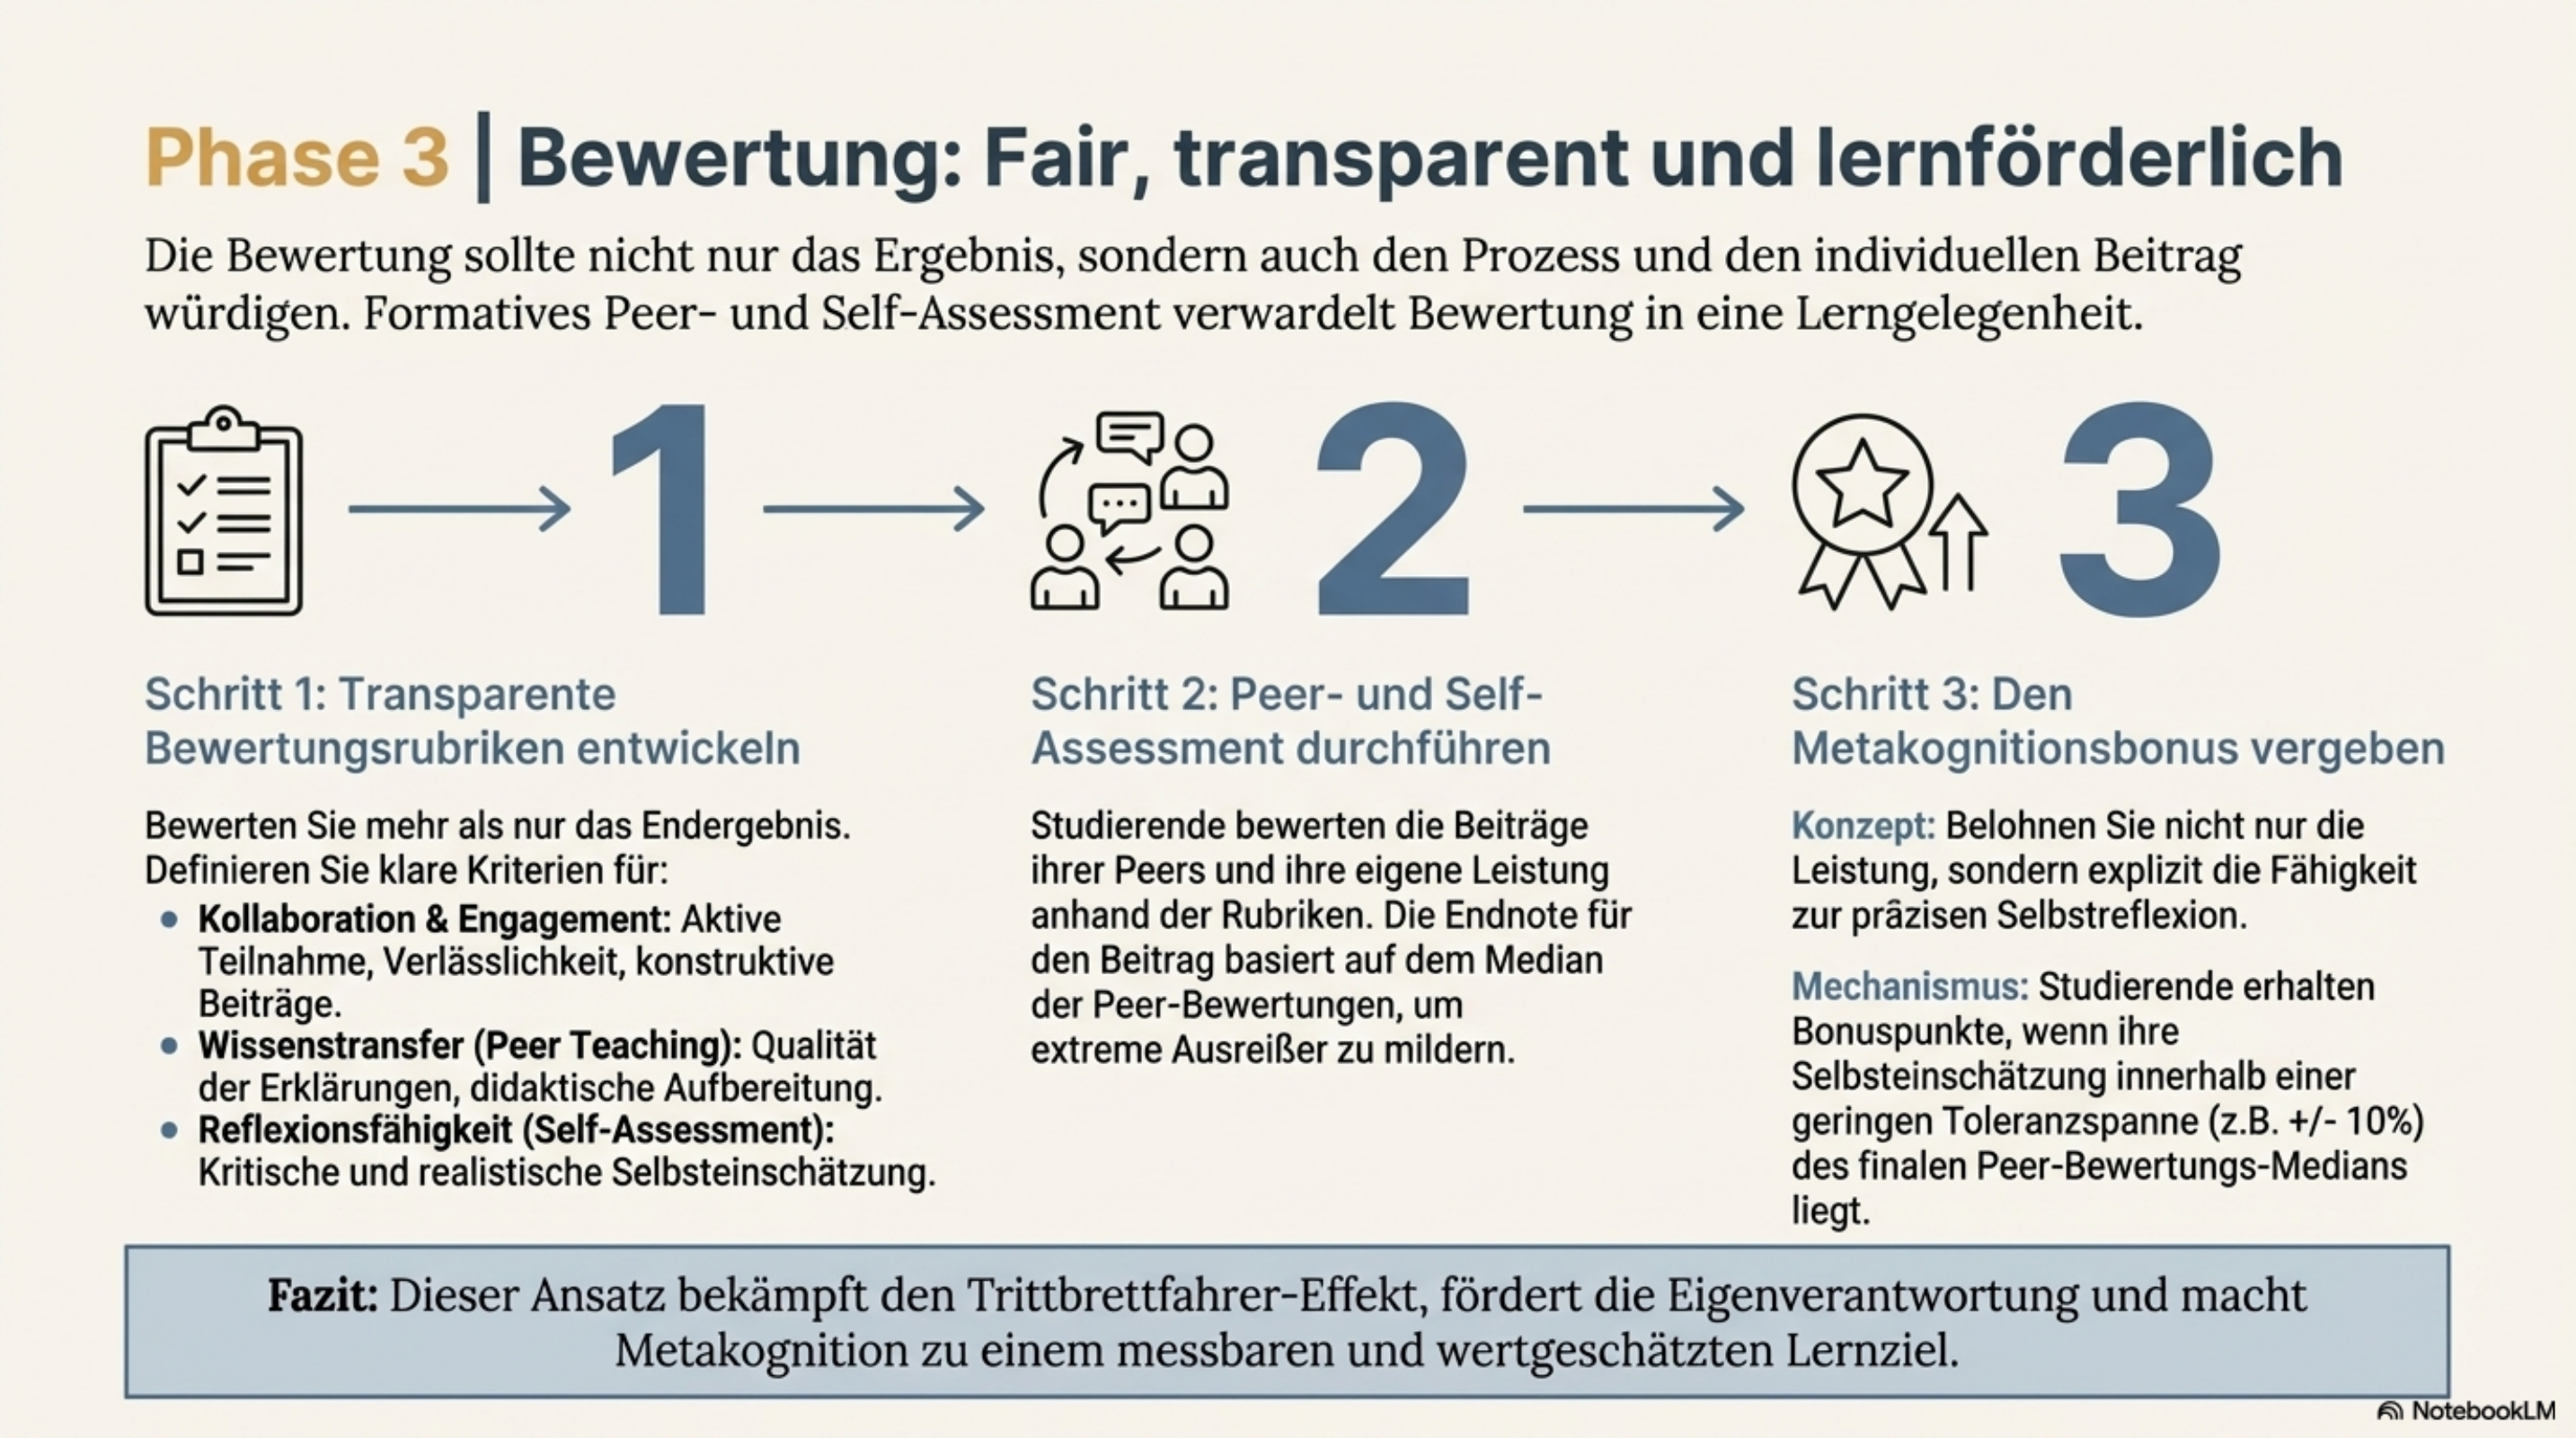 Phase 3 | Bewertung: Fair, transparent und lernförderlich
Die Bewertung sollte nicht nur das Ergebnis, sondern auch den Prozess und den individuellen Beitrag
würdigen. Formatives Peer- und Self-Assessment verwardelt Bewertung in eine Lerngelegenheit.
1
2
3
Schritt 1: Transparente
Bewertungsrubriken entwickeln
Bewerten Sie mehr als nur das Endergebnis.
Definieren Sie klare Kriterien für:
• Kollaboration & Engagement: Aktive
Teilnahme, Verlässlichkeit, konstruktive
Beiträge.
• Wissenstransfer (Peer Teaching): Qualität
der Erklärungen, didaktische Aufbereitung.
• Reflexionsfähigkeit (Self-Assessment):
Kritische und realistische Selbsteinschätzung.
Schritt 2: Peer- und Self-
Assessment durchführen
Studierende bewerten die Beiträge
ihrer Peers und ihre eigene Leistung
anhand der Rubriken. Die Endnote für
den Beitrag basiert auf dem Median
der Peer-Bewertungen, um
extreme Ausreißer zu mildern.
Schritt 3: Den
Metakognitionsbonus vergeben
Konzept: Belohnen Sie nicht nur die
Leistung, sondern explizit die Fähigkeit
zur präzisen Selbstreflexion.
Mechanismus: Studierende erhalten
Bonuspunkte, wenn ihre
Selbsteinschätzung innerhalb einer
geringen Toleranzspanne (z.B. +/- 10%)
des finalen Peer-Bewertungs-Medians
liegt.
Fazit: Dieser Ansatz bekämpft den Trittbrettfahrer-Effekt, fördert die Eigenverantwortung und macht
Metakognition zu einem messbaren und wertgeschätzten Lernziel.
NotebookLM